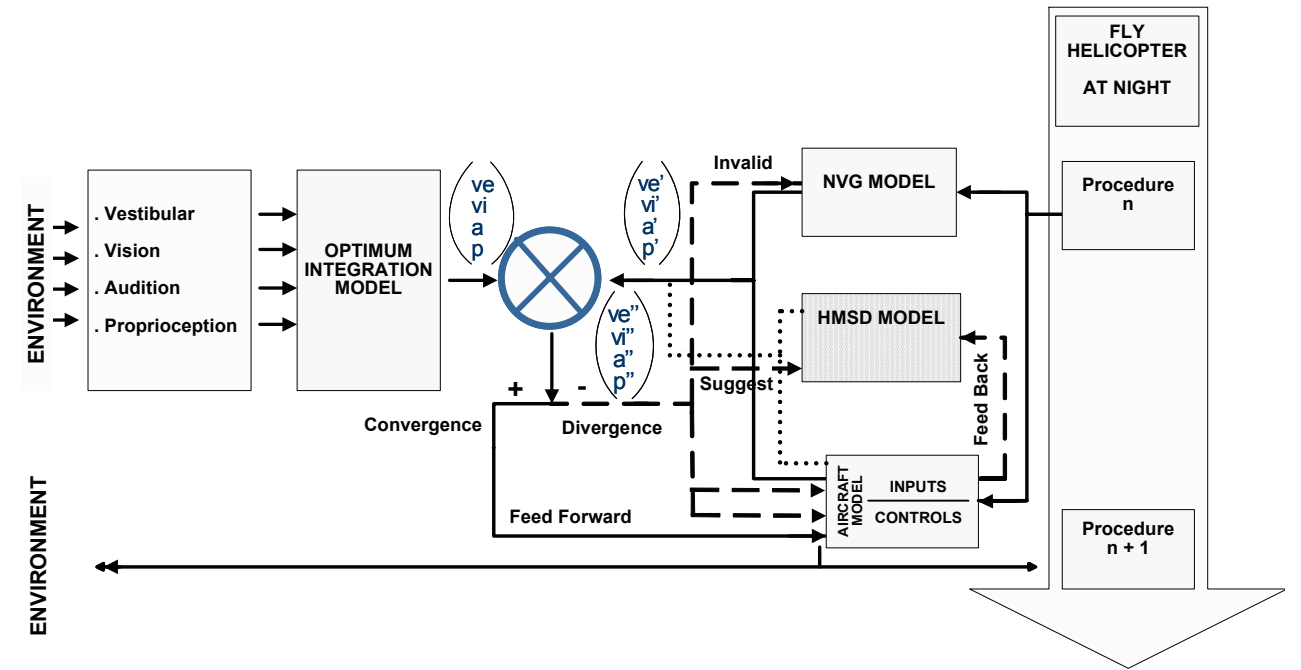 FLY
HELICOPTER
AT NIGHT
Invalid
NVG MODEL
Procedure
n
ENVIRONMENT
. Vestibular
. Vision
. Audition
. Proprioception
OPTIMUM
INTEGRATION
MODEL
ve
vi
a
p
ve’
vi’
a’
p’
ve”
vi”
a”
p”
HMSD MODEL
Suggest
Feed Back
+
-
Convergence
Divergence
AIRCRAFT
MODEL
INPUTS
CONTROLS
Feed Forward
Procedure
n + 1
ENVIRONMENT